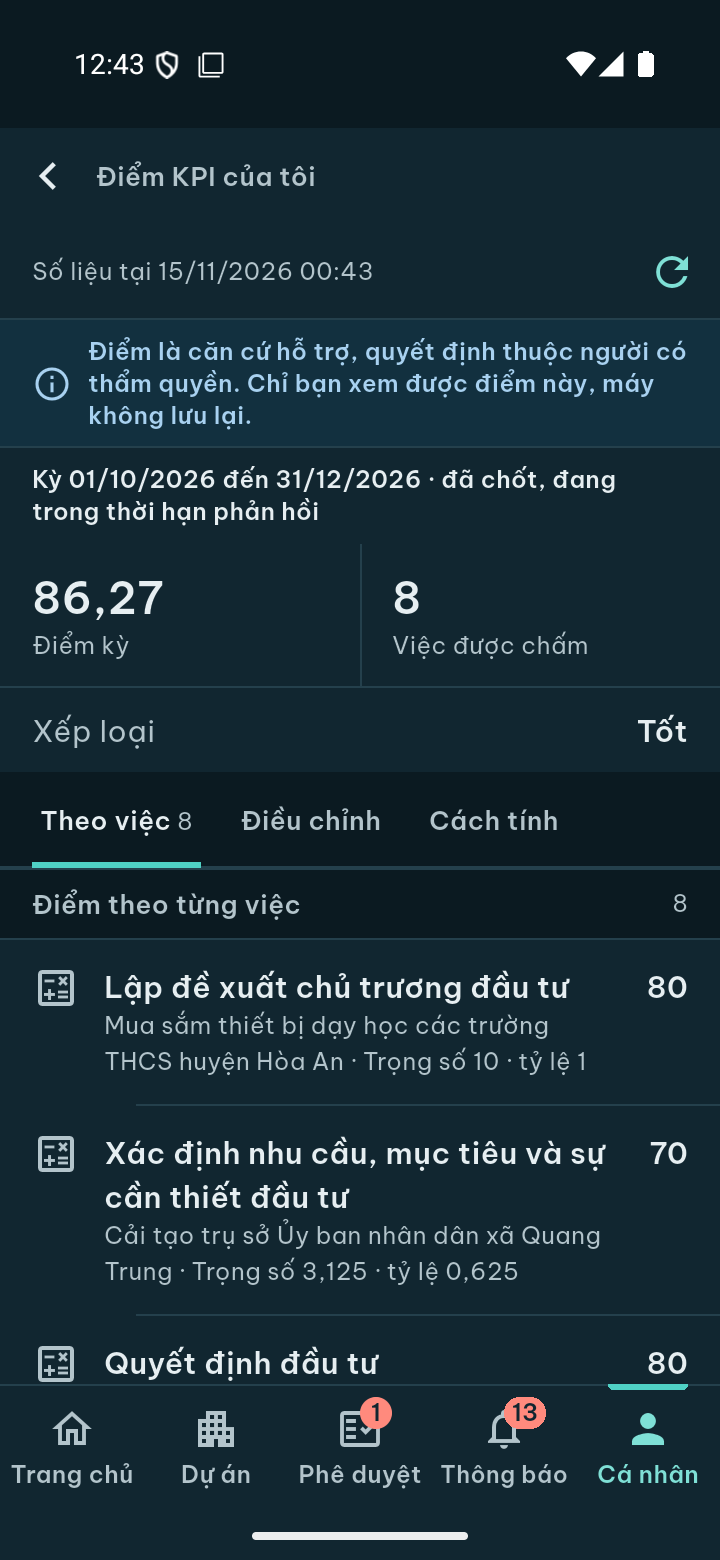 12:43
Điểm KPI của tôi
Số liệu tại 15/11/2026 00:43
Điểm là căn cứ hỗ trợ, quyết định thuộc người có
thẩm quyền. Chỉ bạn xem được điểm này, máy
không lưu lại.
Kỳ 01/10/2026 đến 31/12/2026 · đã chốt, đang
trong thời hạn phản hồi
86,27
Điểm kỳ
8
Việc được chấm
Xếp loại
Tốt
Theo việc 8
Điều chỉnh
Cách tính
Điểm theo từng việc
8
Lập đề xuất chủ trương đầu tư
80
Mua sắm thiết bị dạy học các trường
THCS huyện Hòa An · Trọng số 10 · tỷ lệ 1
Xác định nhu cầu, mục tiêu và sự
70
cần thiết đầu tư
Cải tạo trụ sở Ủy ban nhân dân xã Quang
Trung · Trọng số 3,125 · tỷ lệ 0,625
Quyết định đầu tư
80
1
13
Trang chủ
Dự án
Phê duyệt
Thông báo
Cá nhân